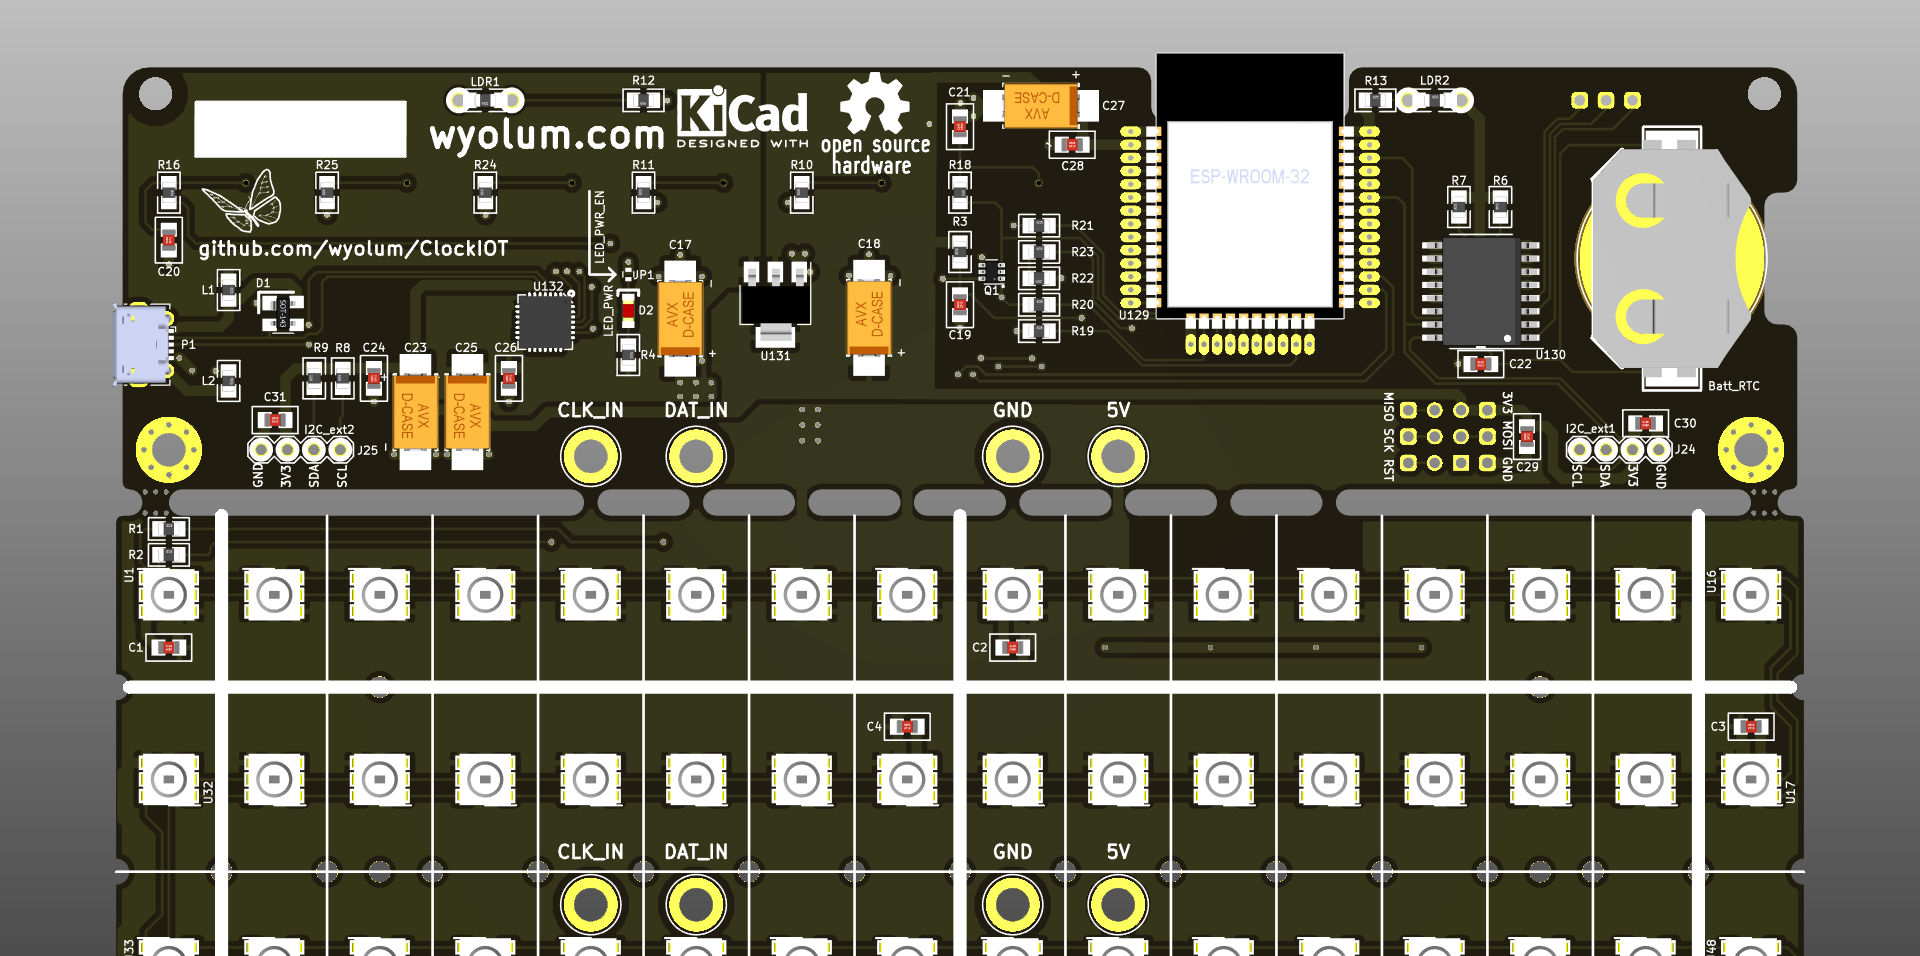 LDR1
R12
KiCad
DESIGNED WITH
wyolum.com
open source
hardware
C21
- +
AVX
D-CASE
C27
C28
R13
LDR2
R16
R25
R24
R11
R10
R18
ESP-WROOM-32
R7
R6
LED_PWR_EN
github.com/wyolum/ClockIOT
C20
R3
R21
R23
R22
R20
R19
C17
C18
JP1
L1
D1
U132
D2
LED_PWR
AVX
D-CASE
AVX
D-CASE
Q1
C19
U129
U131
U130
C22
P1
L2
R9
R8
C24
C23
C25
C26
R4
AVX
D-CASE
AVX
D-CASE
Batt_RTC
C31
I2C_ext2
J25
GND
3V3
SDA
SCL
CLK_IN
DAT_IN
GND
5V
MISO SCK RST
3V3 MOSI GND
C29
I2C_ext1
C30
J24
SCL
SDA
3V3
GND
R1
R2
U1
U16
C1
C2
C4
C3
U32
U17
CLK_IN
DAT_IN
GND
5V